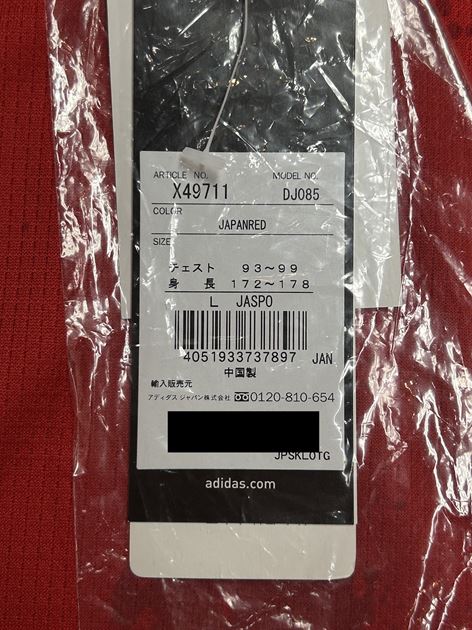 ARTICLE NO. MODEL NO.
X49711 DJ085
COLOR
JAPANRED
SIZE
チェスト 93～99
身 長 172～178
L JASPO
4051933737897 JAN
中国製
輸入販売元
アディダス ジャパン株式会社 0120-810-654
JPSKLOTG
adidas.com